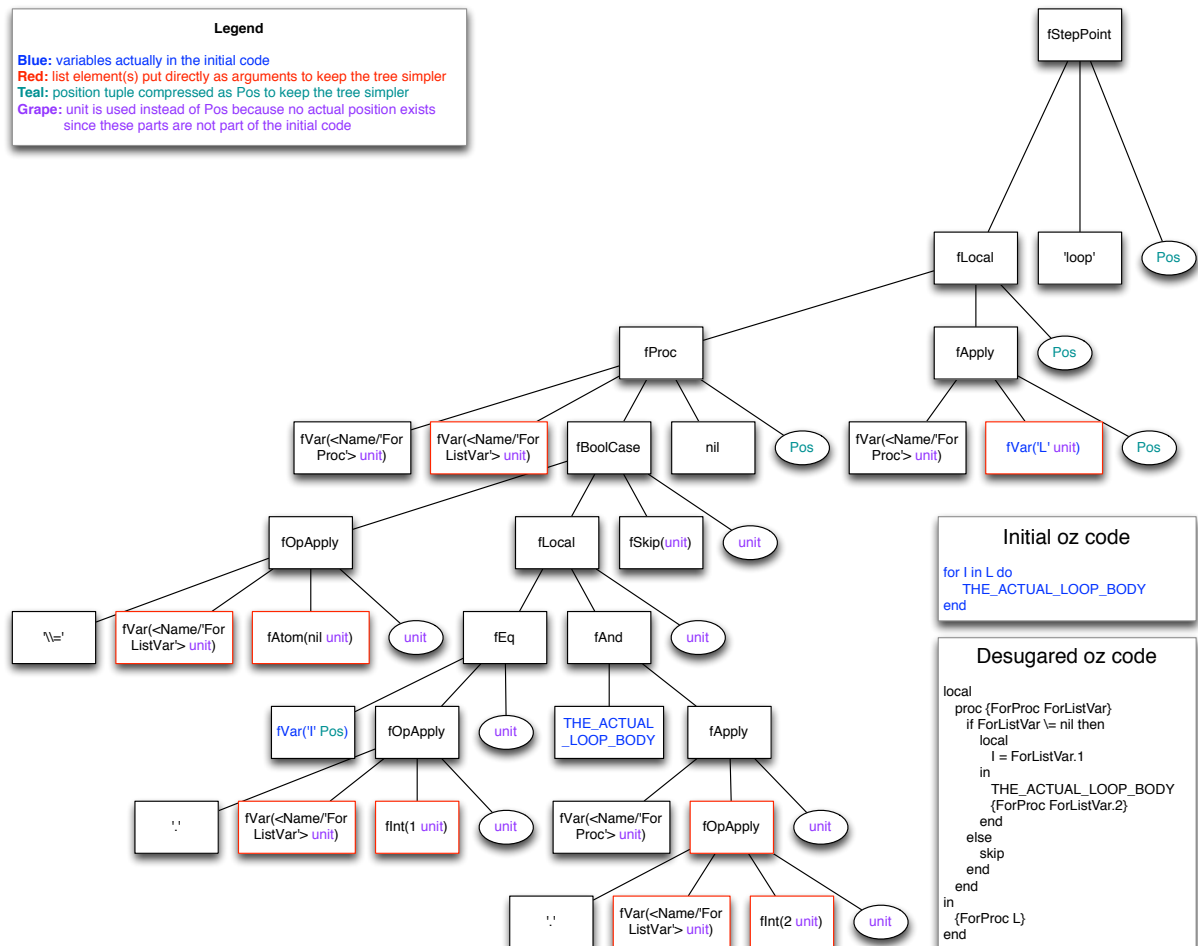 Legend
Blue: variables actually in the initial code
Red: list element(s) put directly as arguments to keep the tree simpler
Teal: position tuple compressed as Pos to keep the tree simpler
Grape: unit is used instead of Pos because no actual position exists
since these parts are not part of the initial code
fStepPoint
fLocal
'loop'
Pos
fProc
fApply
Pos
fVar(<Name/'For
Proc'> unit)
fVar(<Name/'For
ListVar'> unit)
fBoolCase
nil
Pos
fVar(<Name/'For
Proc'> unit)
fVar('L' unit)
Pos
fOpApply
fLocal
fSkip(unit)
unit
'\\='
fVar(<Name/'For
ListVar'> unit)
fAtom(nil unit)
unit
fEq
fAnd
unit
fVar('I' Pos)
fOpApply
unit
THE_ACTUAL
_LOOP_BODY
fApply
'.'
fVar(<Name/'For
ListVar'> unit)
fInt(1 unit)
unit
fVar(<Name/'For
Proc'> unit)
fOpApply
unit
'.'
fVar(<Name/'For
ListVar'> unit)
fInt(2 unit)
unit
Initial oz code
for I in L do
THE_ACTUAL_LOOP_BODY
end
Desugared oz code
local
proc {ForProc ForListVar}
if ForListVar \= nil then
local
I = ForListVar.1
in
THE_ACTUAL_LOOP_BODY
{ForProc ForListVar.2}
end
else
skip
end
end
in
{ForProc L}
end